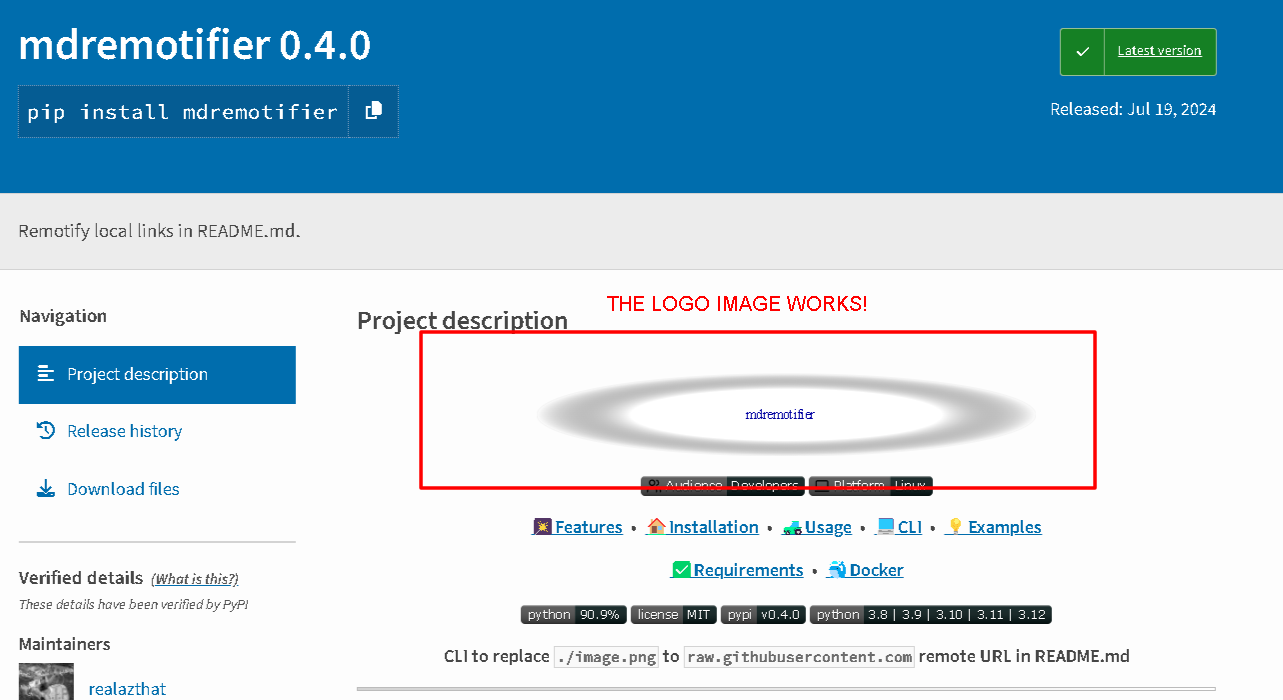 mdremotifier 0.4.0
Latest version
pip install mdremotifier
Released: Jul 19, 2024
Remotify local links in README.md.
THE LOGO IMAGE WORKS!
Navigation
Project description
Project description
mdremotifier
Release history
Audience Developers Platform Linux
Download files
Features • Installation • Usage • CLI • Examples
Requirements • Docker
Verified details (What is this?)
These details have been verified by PyPI
python 90.9% license MIT pypi v0.4.0 python 3.8 | 3.9 | 3.10 | 3.11 | 3.12
Maintainers
CLI to replace ./image.png to raw.githubusercontent.com remote URL in README.md
realazthat